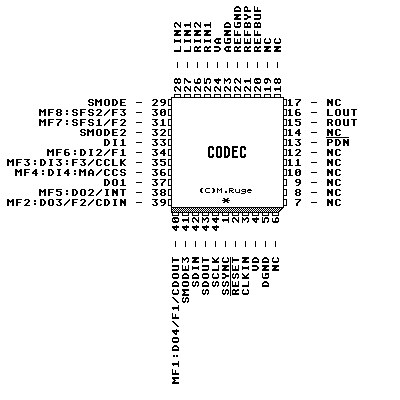 28 - LIN2
27 - LIN1
26 - RIN2
25 - RIN1
24 - VA
23 - AGND
22 - REFGND
21 - REFBYP
20 - REFBUF
19 - NC
18 - NC
SMODE - 29
MF8:SFS2/F3 - 30
MF7:SFS1/F2 - 31
SMODE2 - 32
DI1 - 33
MF6:DI2/F1 - 34
MF3:DI3:F3/CCLK - 35
MF4:DI4:MA/CCS - 36
DO1 - 37
MF5:DO2/INT - 38
MF2:DO3/F2/CDIN - 39
CODEC
(C)M.Ruge
*
17 - NC
16 - LOUT
15 - ROUT
14 - NC
13 - PDN
12 - NC
11 - NC
10 - NC
9 - NC
8 - NC
7 - NC
MF1:DO4/F1/CDOUT - 40
SMODE3 - 41
SDIN - 42
SDOUT - 43
SCLK - 44
SSYNC - 1
RESET - 2
CLKIN - 3
VD - 4
DGND - 5
NC - 6